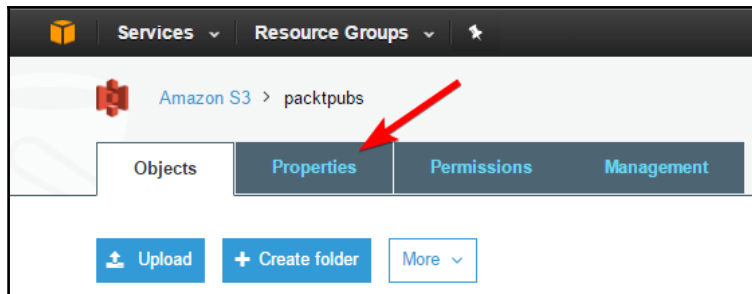 Services Resource Groups
Amazon S3 > packtpubs
Objects Properties Permissions Management
Upload + Create folder More